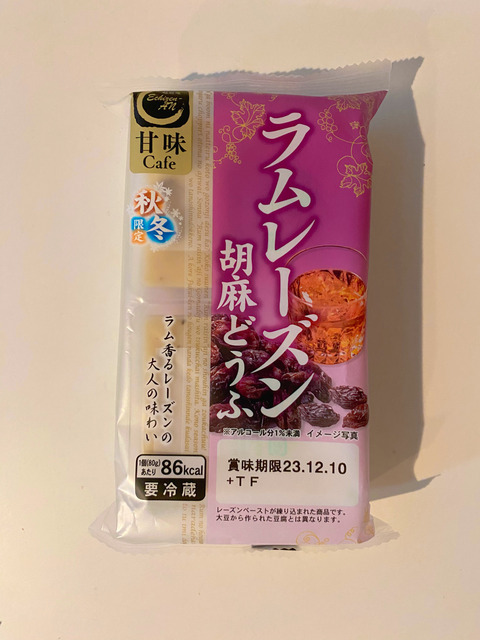 Echizen-
AN
甘味
Cafe
秋冬
限定
ラムレーズン
胡麻どうふ
ラム香るレーズンの
大人の味わい
※アルコール分1%未満 イメージ写真
1個(80g)
あたり 86kcal
要冷蔵
賞味期限23.12.10
+TF
レーズンペーストが練り込まれた商品です。
大豆から作られた豆腐とは異なります。